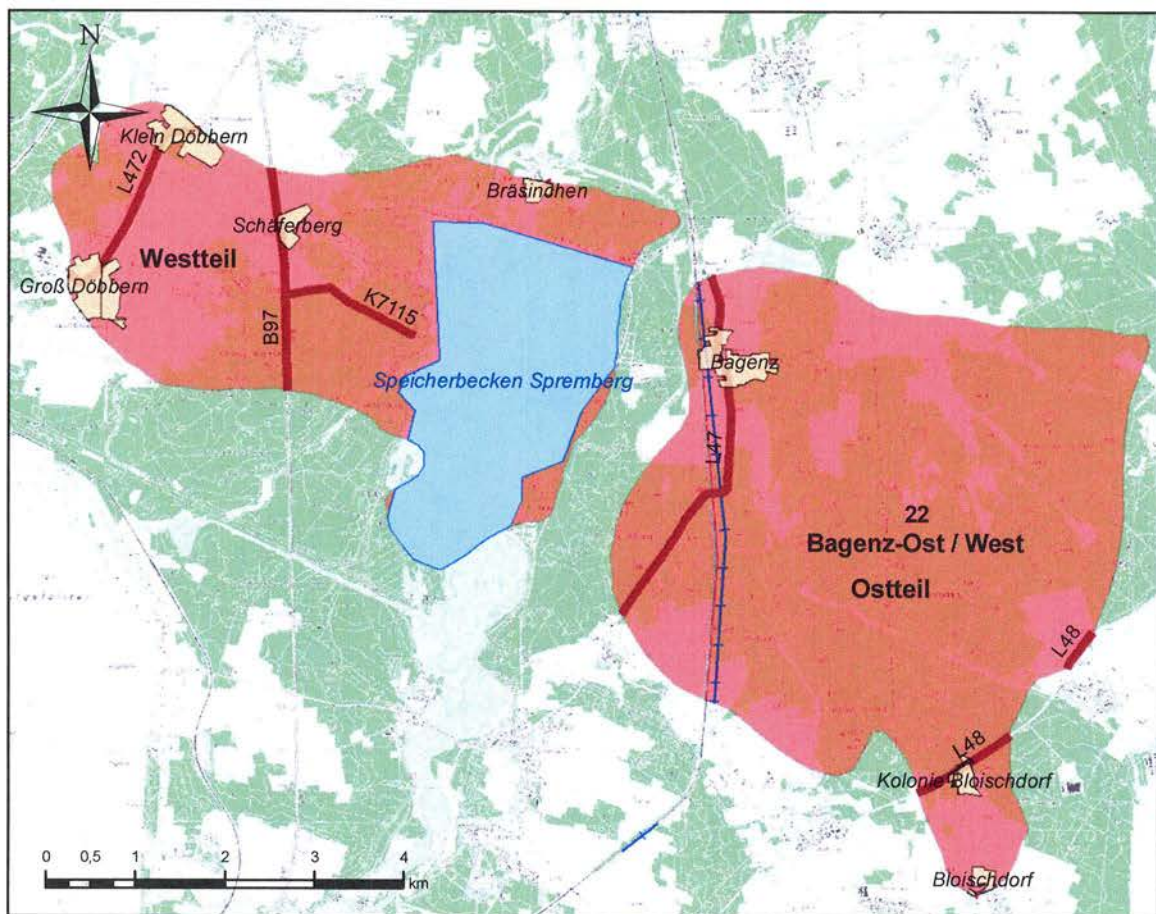 N
Klein Döbbern
L472
Bräsinchen
Schäferberg
Westteil
Groß Döbbern
K7115
B97
Bagenz
Speicherbecken Spremberg
L47
22
Bagenz-Ost / West
Ostteil
L48
L48
Kolonie Bloischdorf
Bloischdorf
0 0,5 1 2 3 4
km